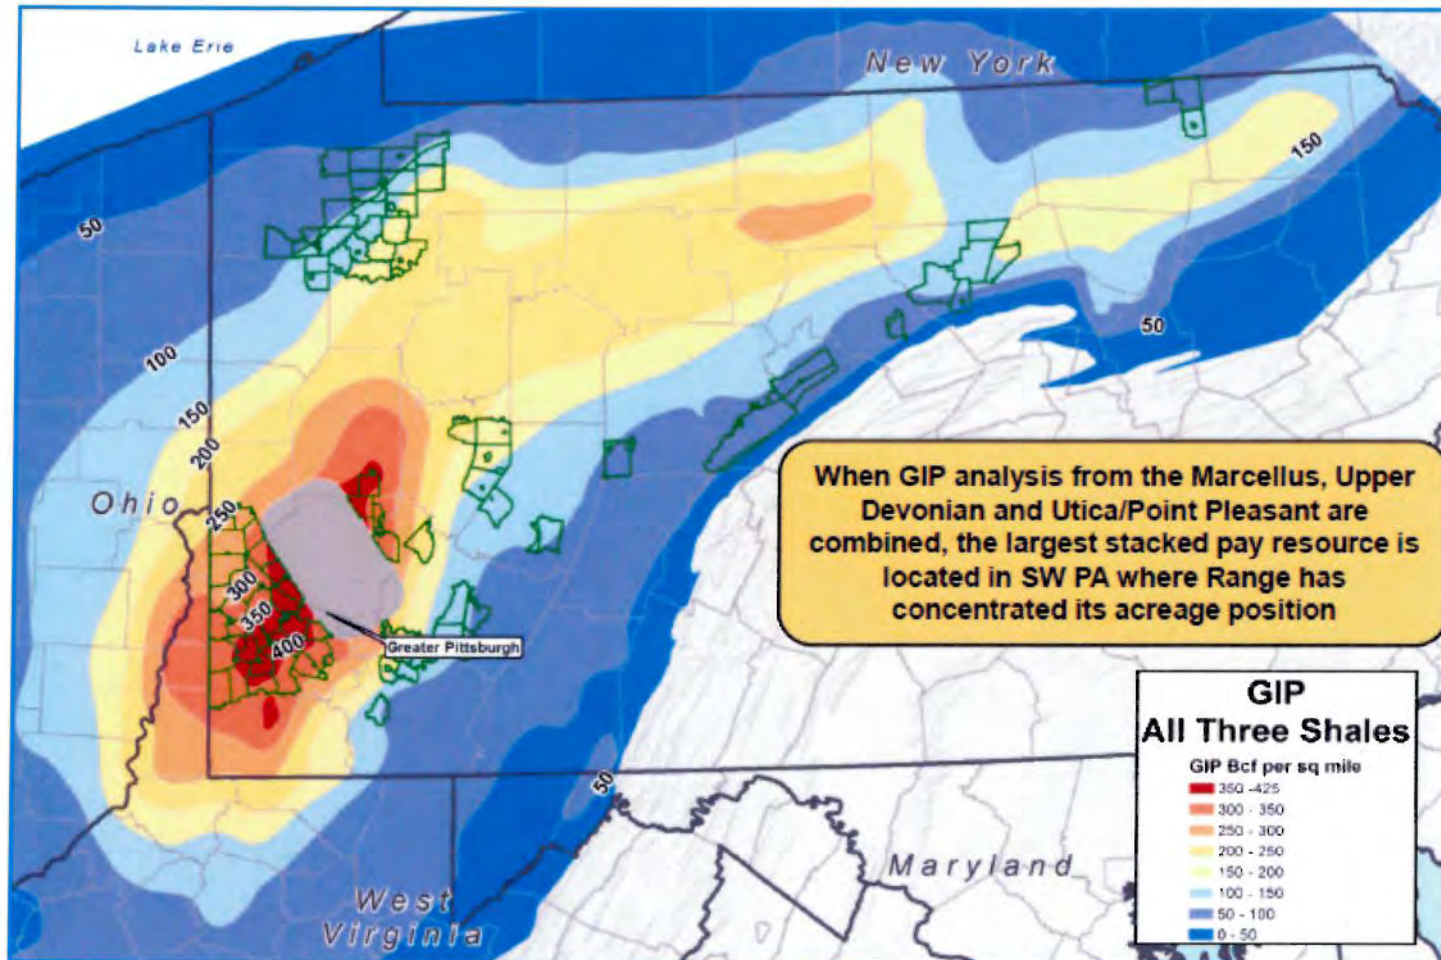 Lake Erie
New York
50
150
50
100
150
200
Ohio
250
300
350
400
Greater Pittsburgh
When GIP analysis from the Marcellus, Upper
Devonian and Utica/Point Pleasant are
combined, the largest stacked pay resource is
located in SW PA where Range has
concentrated its acreage position
50
West
Virginia
Maryland
GIP
All Three Shales
GIP Bcf per sq mile
350 -425
300 - 350
250 - 300
200 - 250
150 - 200
100 - 150
50 - 100
0 - 50